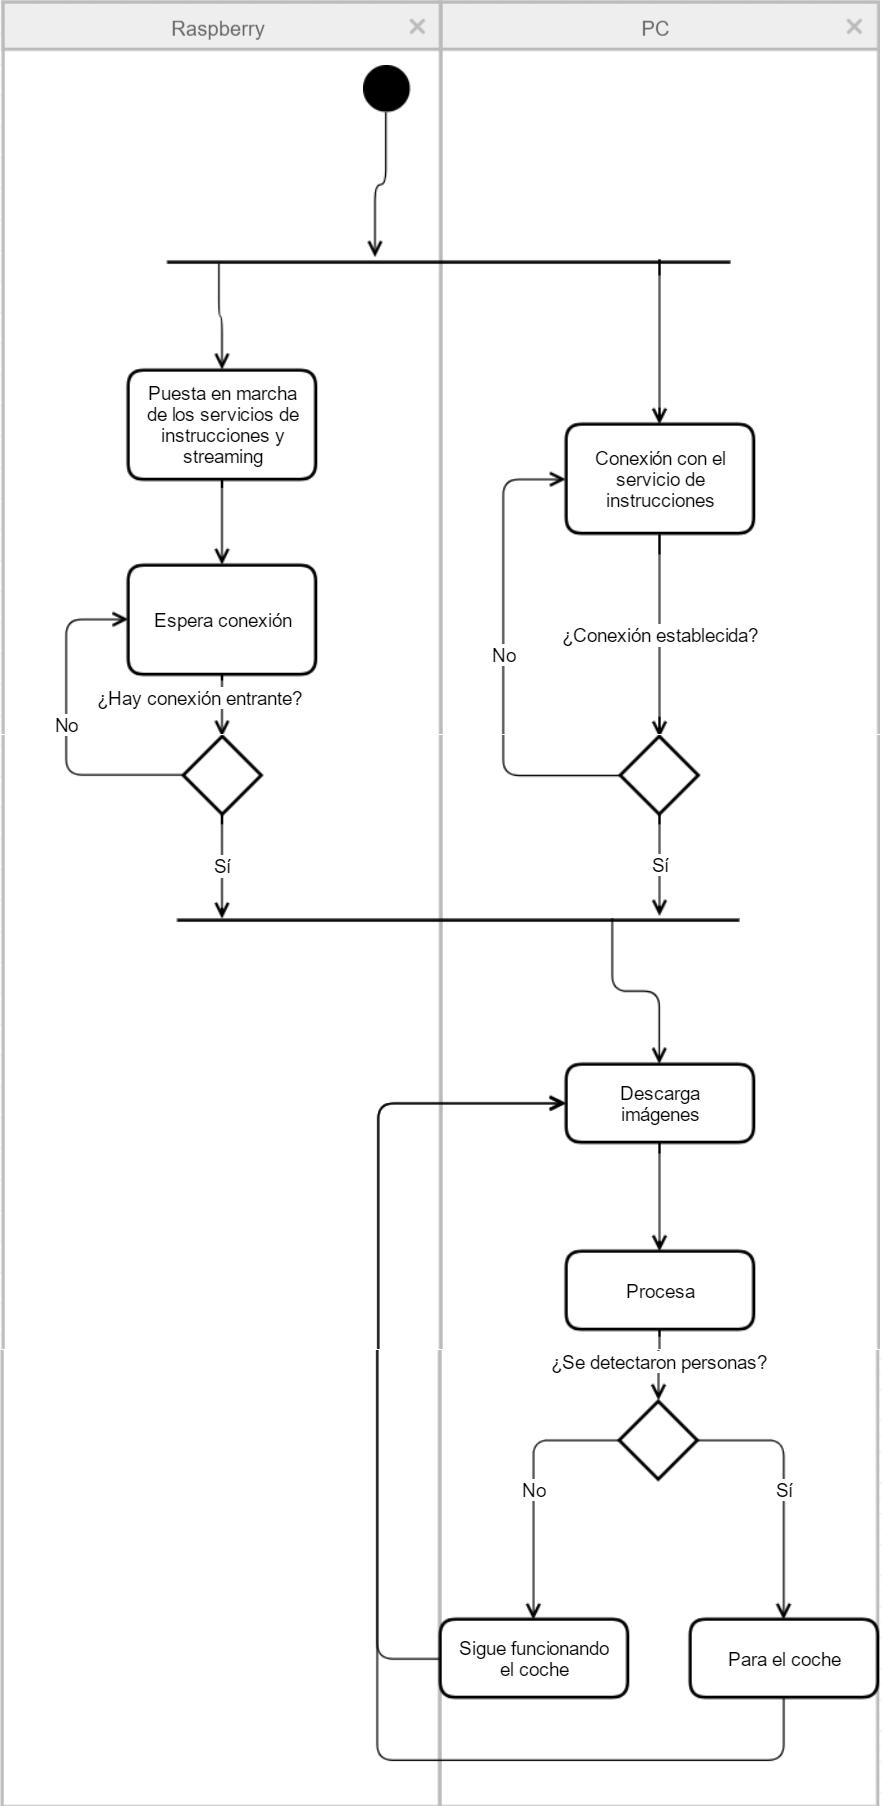 Raspberry
PC
Puesta en marcha
de los servicios de
instrucciones y
streaming
Conexión con el
servicio de
instrucciones
Espera conexión
¿Conexión establecida?
No
¿Hay conexión entrante?
No
Sí
Sí
Descarga
imágenes
Procesa
¿Se detectaron personas?
No
Sí
Sigue funcionando
el coche
Para el coche